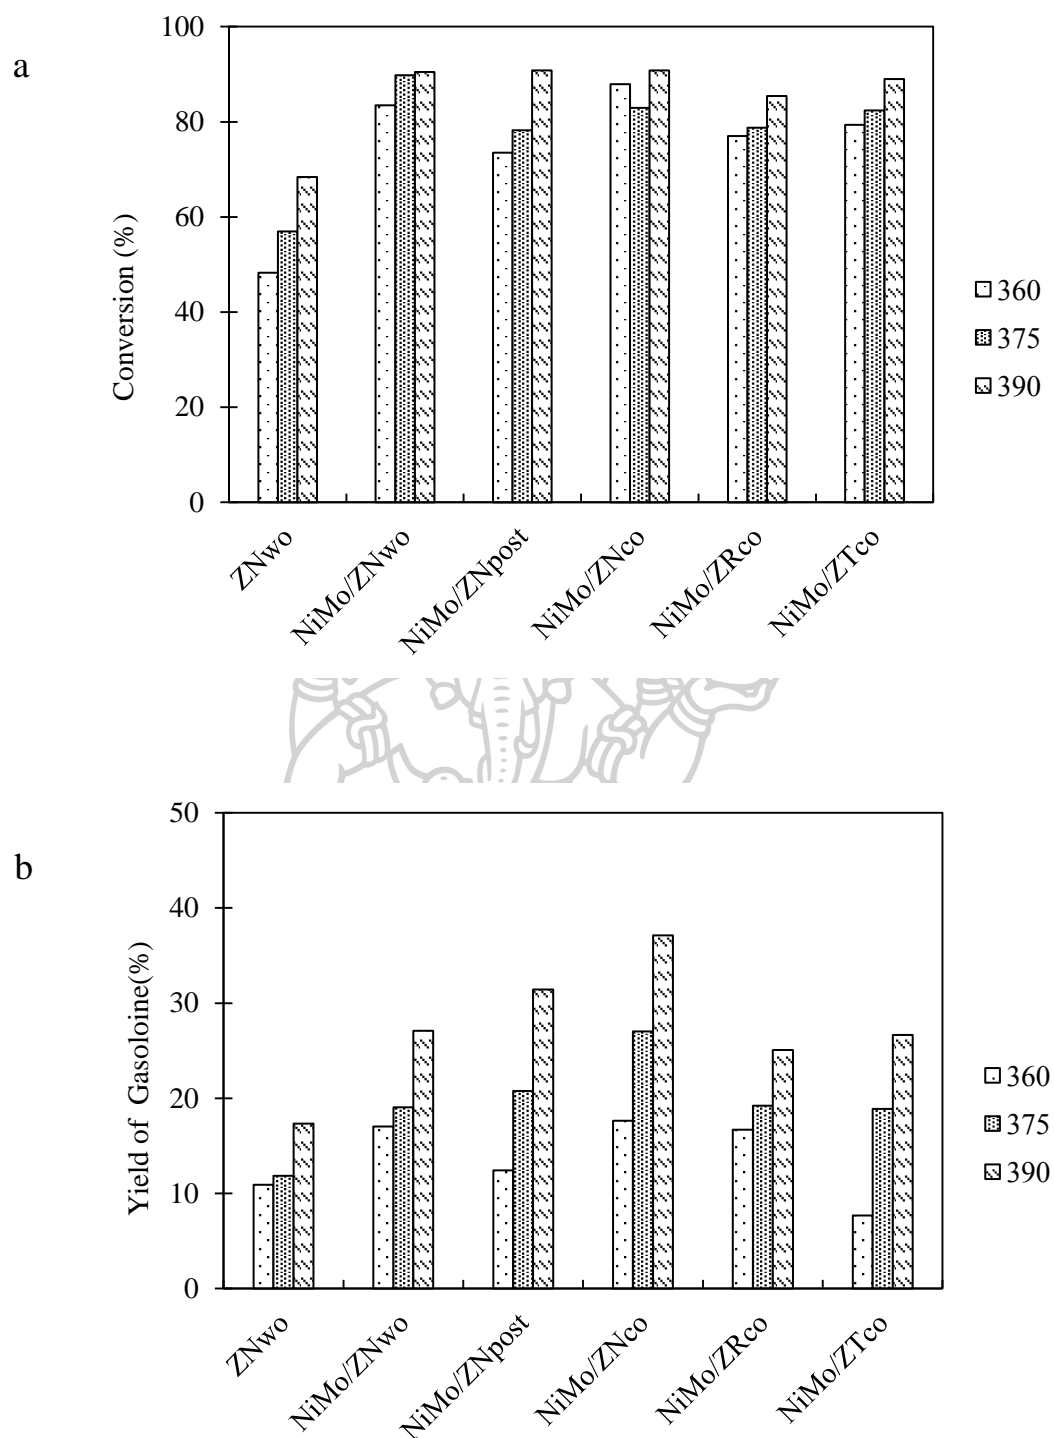 a
100
80
60
40
20
0
Conversion (%)
ZNwo
NiMo/ZNwo
NiMo/ZNpost
NiMo/ZNco
NiMo/ZRco
NiMo/ZTco
360
375
390
b
50
40
30
20
10
0
Yield of Gasoloine(%)
ZNwo
NiMo/ZNwo
NiMo/ZNpost
NiMo/ZNco
NiMo/ZRco
NiMo/ZTco
360
375
390